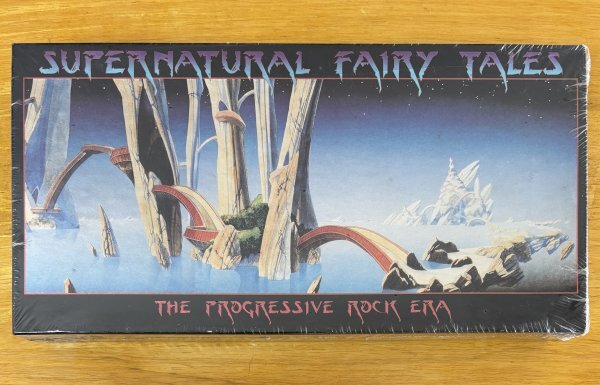 SUPERNATURAL FAIRY TALES
THE PROGRESSIVE ROCK ERA